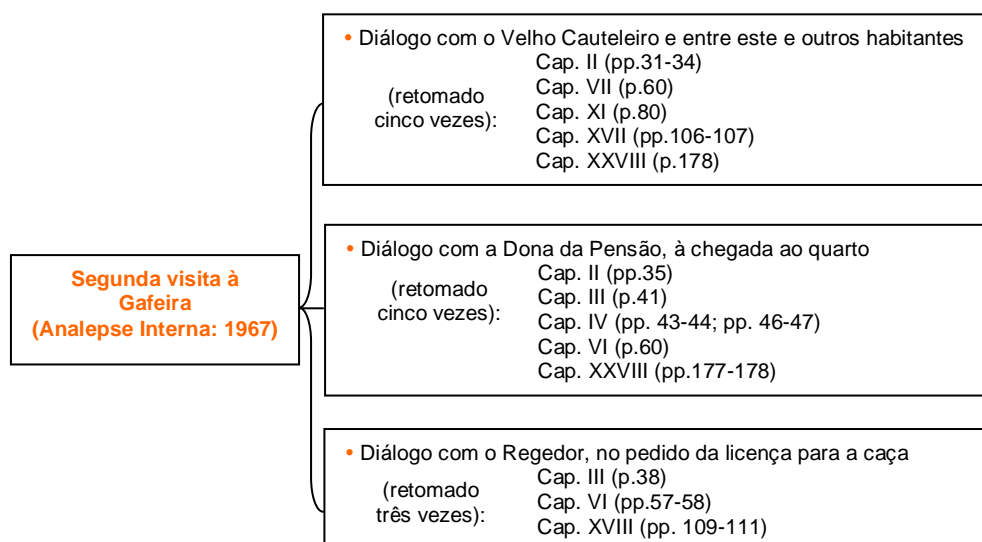 • Diálogo com o Velho Cauteleiro e entre este e outros habitantes
(retomado
cinco vezes):
Cap. II (pp.31-34)
Cap. VII (p.60)
Cap. XI (p.80)
Cap. XVII (pp.106-107)
Cap. XXVIII (p.178)
Segunda visita à
Gafeira
(Analepse Interna: 1967)
• Diálogo com a Dona da Pensão, à chegada ao quarto
(retomado
cinco vezes):
Cap. II (pp.35)
Cap. III (p.41)
Cap. IV (pp. 43-44; pp. 46-47)
Cap. VI (p.60)
Cap. XXVIII (pp.177-178)
• Diálogo com o Regedor, no pedido da licença para a caça
(retomado
três vezes):
Cap. III (p.38)
Cap. VI (pp.57-58)
Cap. XVIII (pp. 109-111)